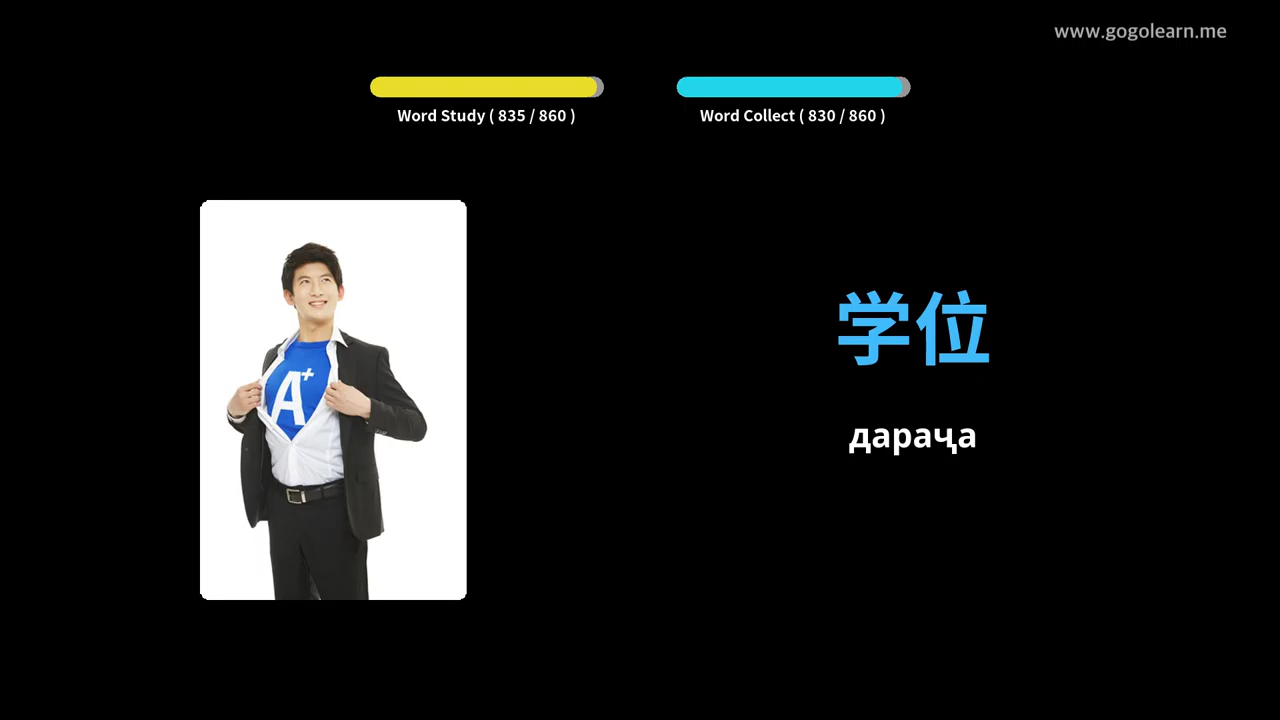 www.gogolearn.me
Word Study ( 835 / 860 )
Word Collect ( 830 / 860 )
A+
学位
дараҷа